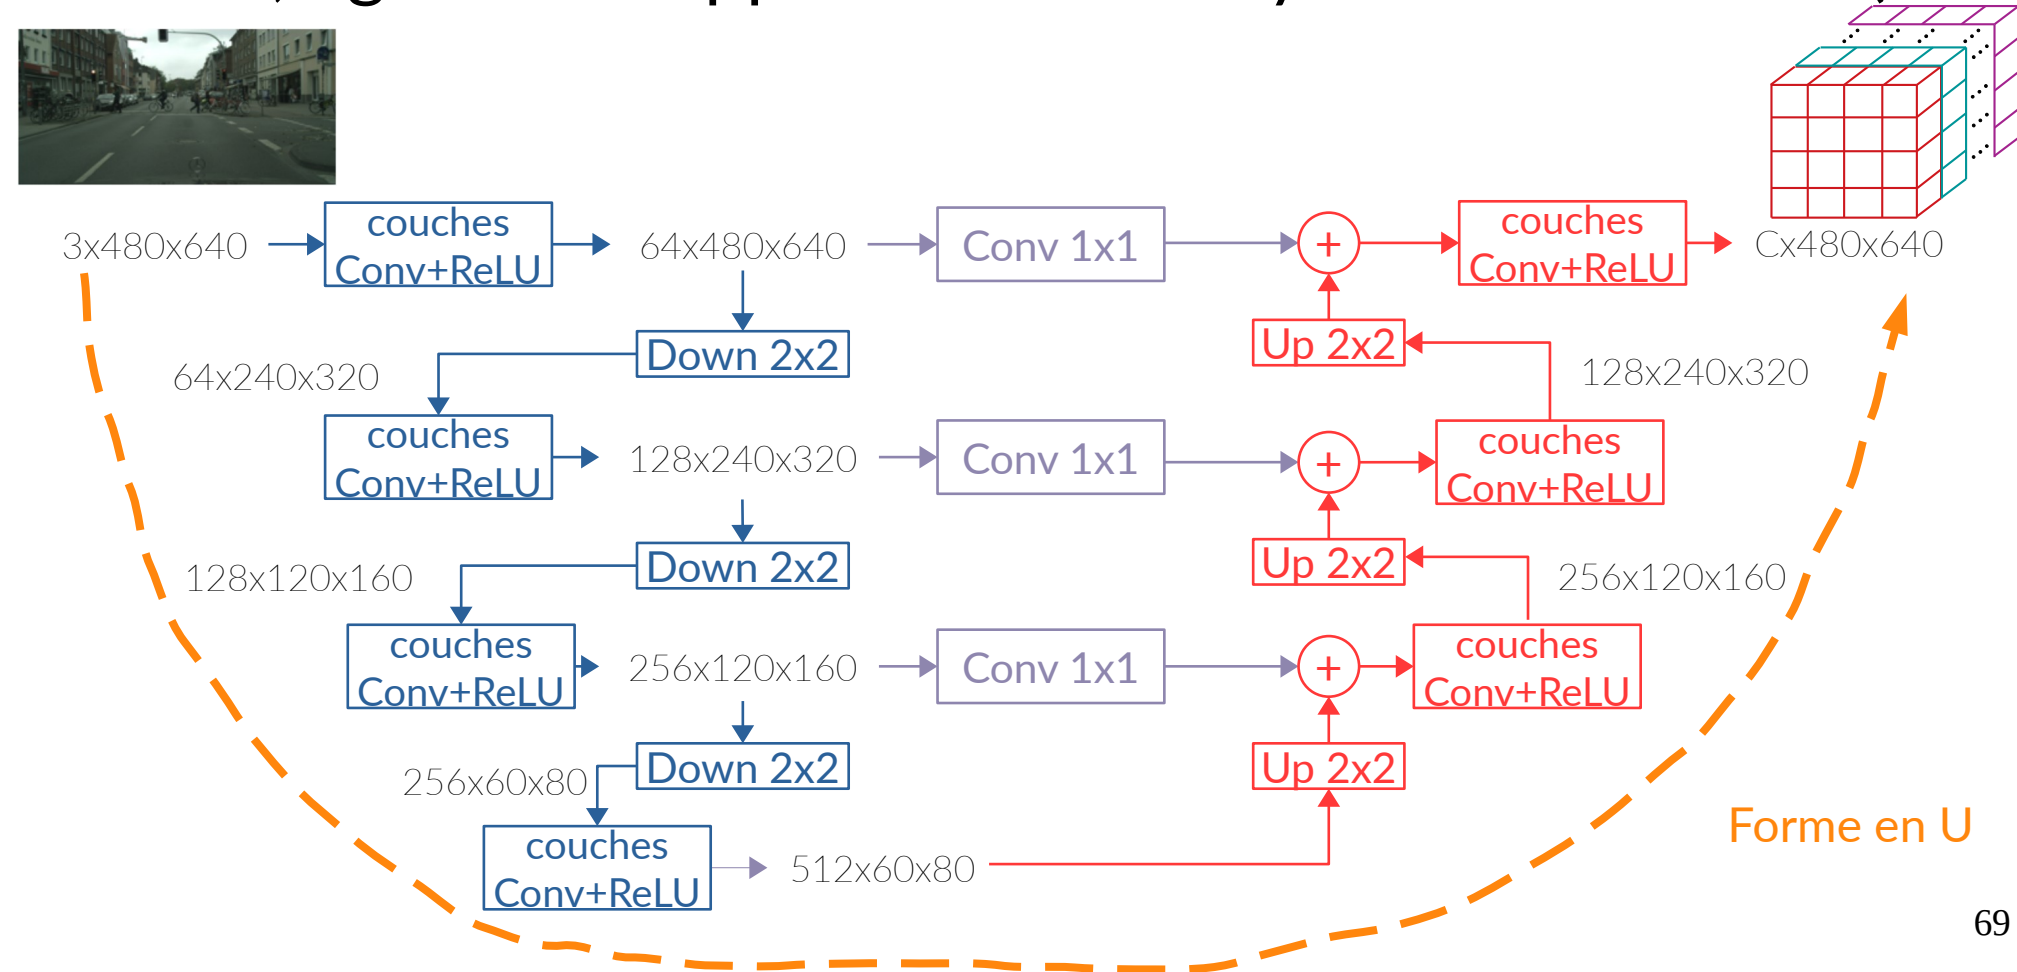 3x480x640
couches
Conv+ReLU
64x480x640
Conv 1x1
+
couches
Conv+ReLU
Cx480x640
Down 2x2
Up 2x2
64x240x320
128x240x320
couches
Conv+ReLU
128x240x320
Conv 1x1
+
couches
Conv+ReLU
Down 2x2
Up 2x2
128x120x160
256x120x160
couches
Conv+ReLU
256x120x160
Conv 1x1
+
couches
Conv+ReLU
Down 2x2
Up 2x2
256x60x80
couches
Conv+ReLU
512x60x80
Forme en U
69